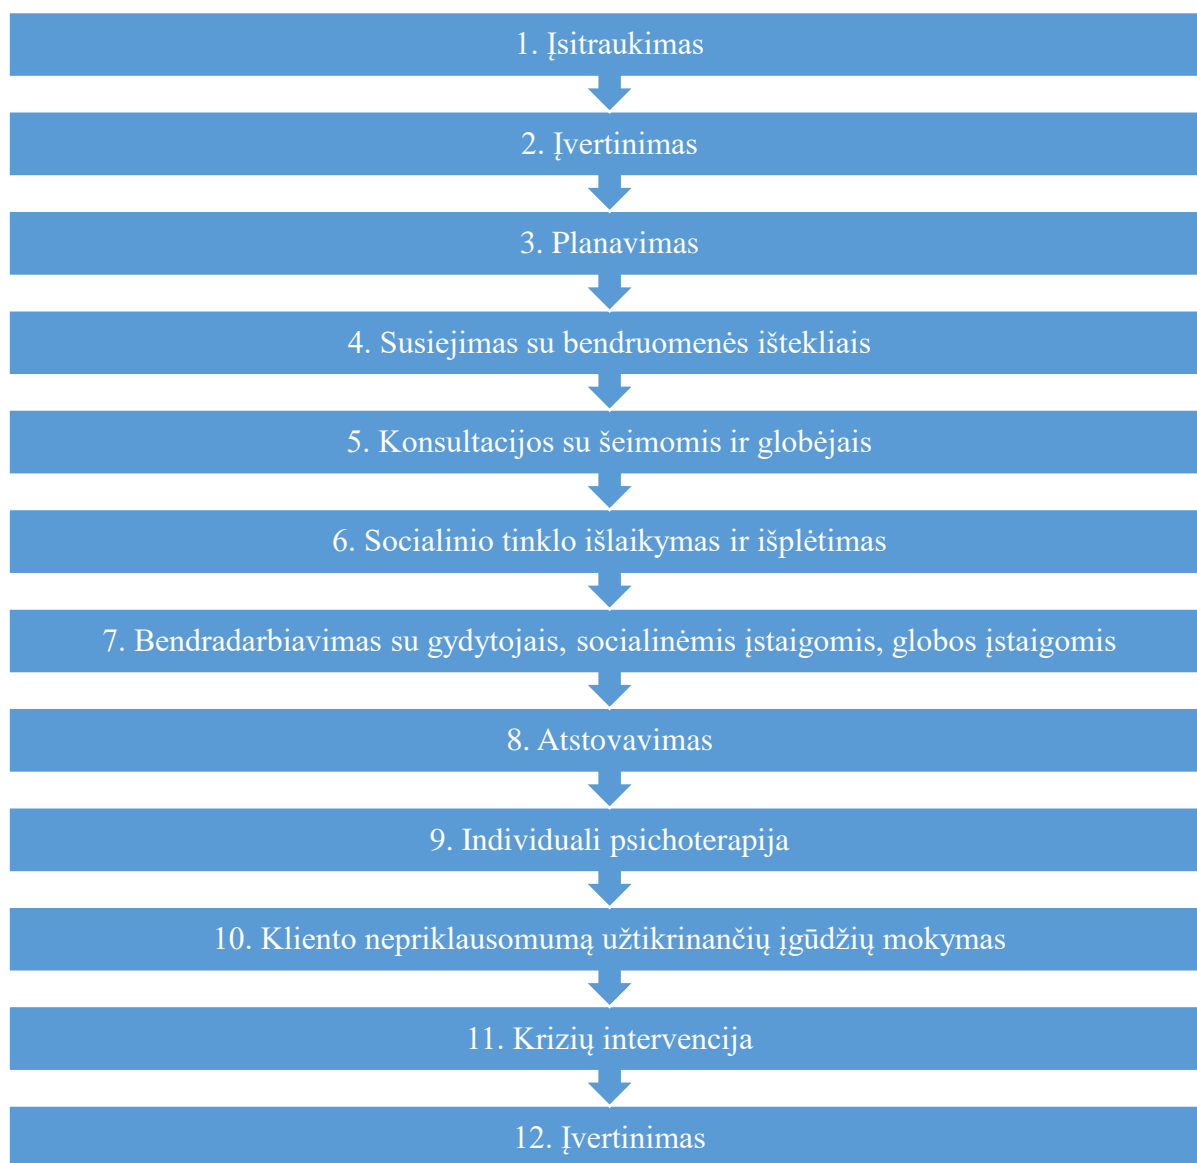 1. Įsitraukimas
2. Įvertinimas
3. Planavimas
4. Susiejimas su bendruomenės ištekliais
5. Konsultacijos su šeimomis ir globėjais
6. Socialinio tinklo išlaikymas ir išplėtimas
7. Bendradarbiavimas su gydytojais, socialinėmis įstaigomis, globos įstaigomis
8. Atstovavimas
9. Individuali psichoterapija
10. Kliento nepriklausomumą užtikrinančių įgūdžių mokymas
11. Krizių intervencija
12. Įvertinimas